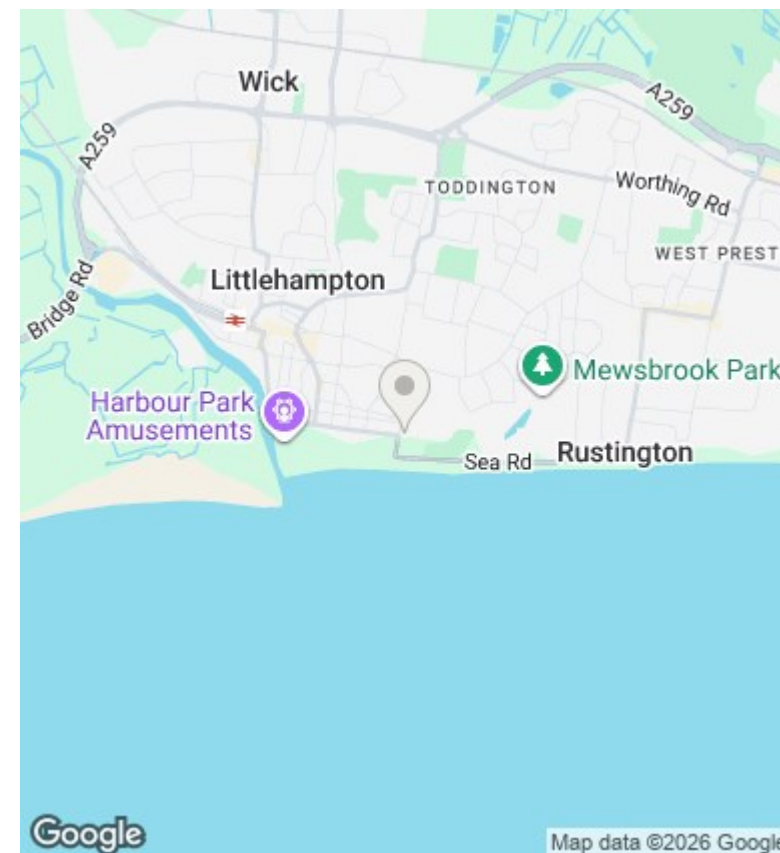 Wick
A259
A259
TODDINGTON
Worthing Rd
WEST PREST
Littlehampton
Bridge Rd
Mewsbrook Park
Harbour Park
Amusements
Sea Rd
Rustington
Google
Map data ©2026 Google